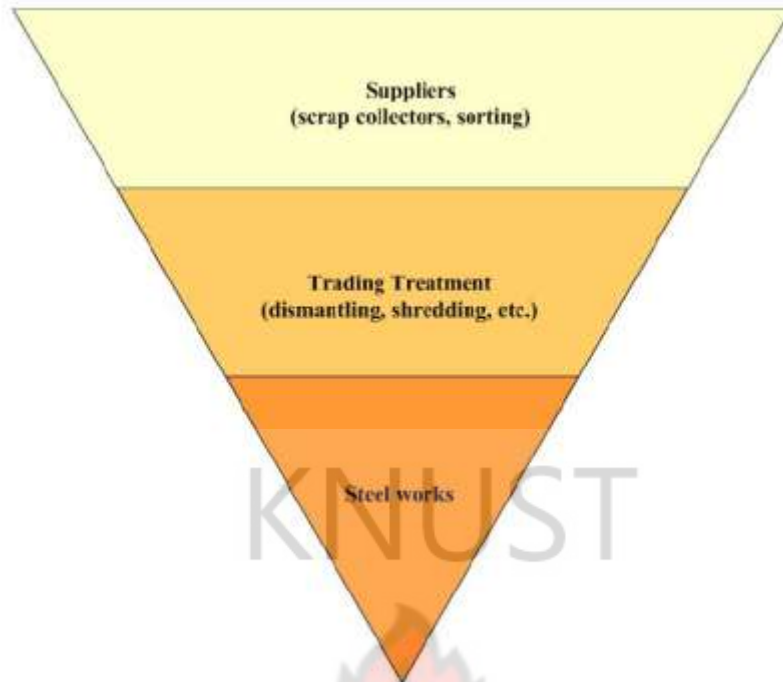 Suppliers
(scrap collectors, sorting)
Trading Treatment
(dismantling, shredding, etc.)
Steel works
KNUST